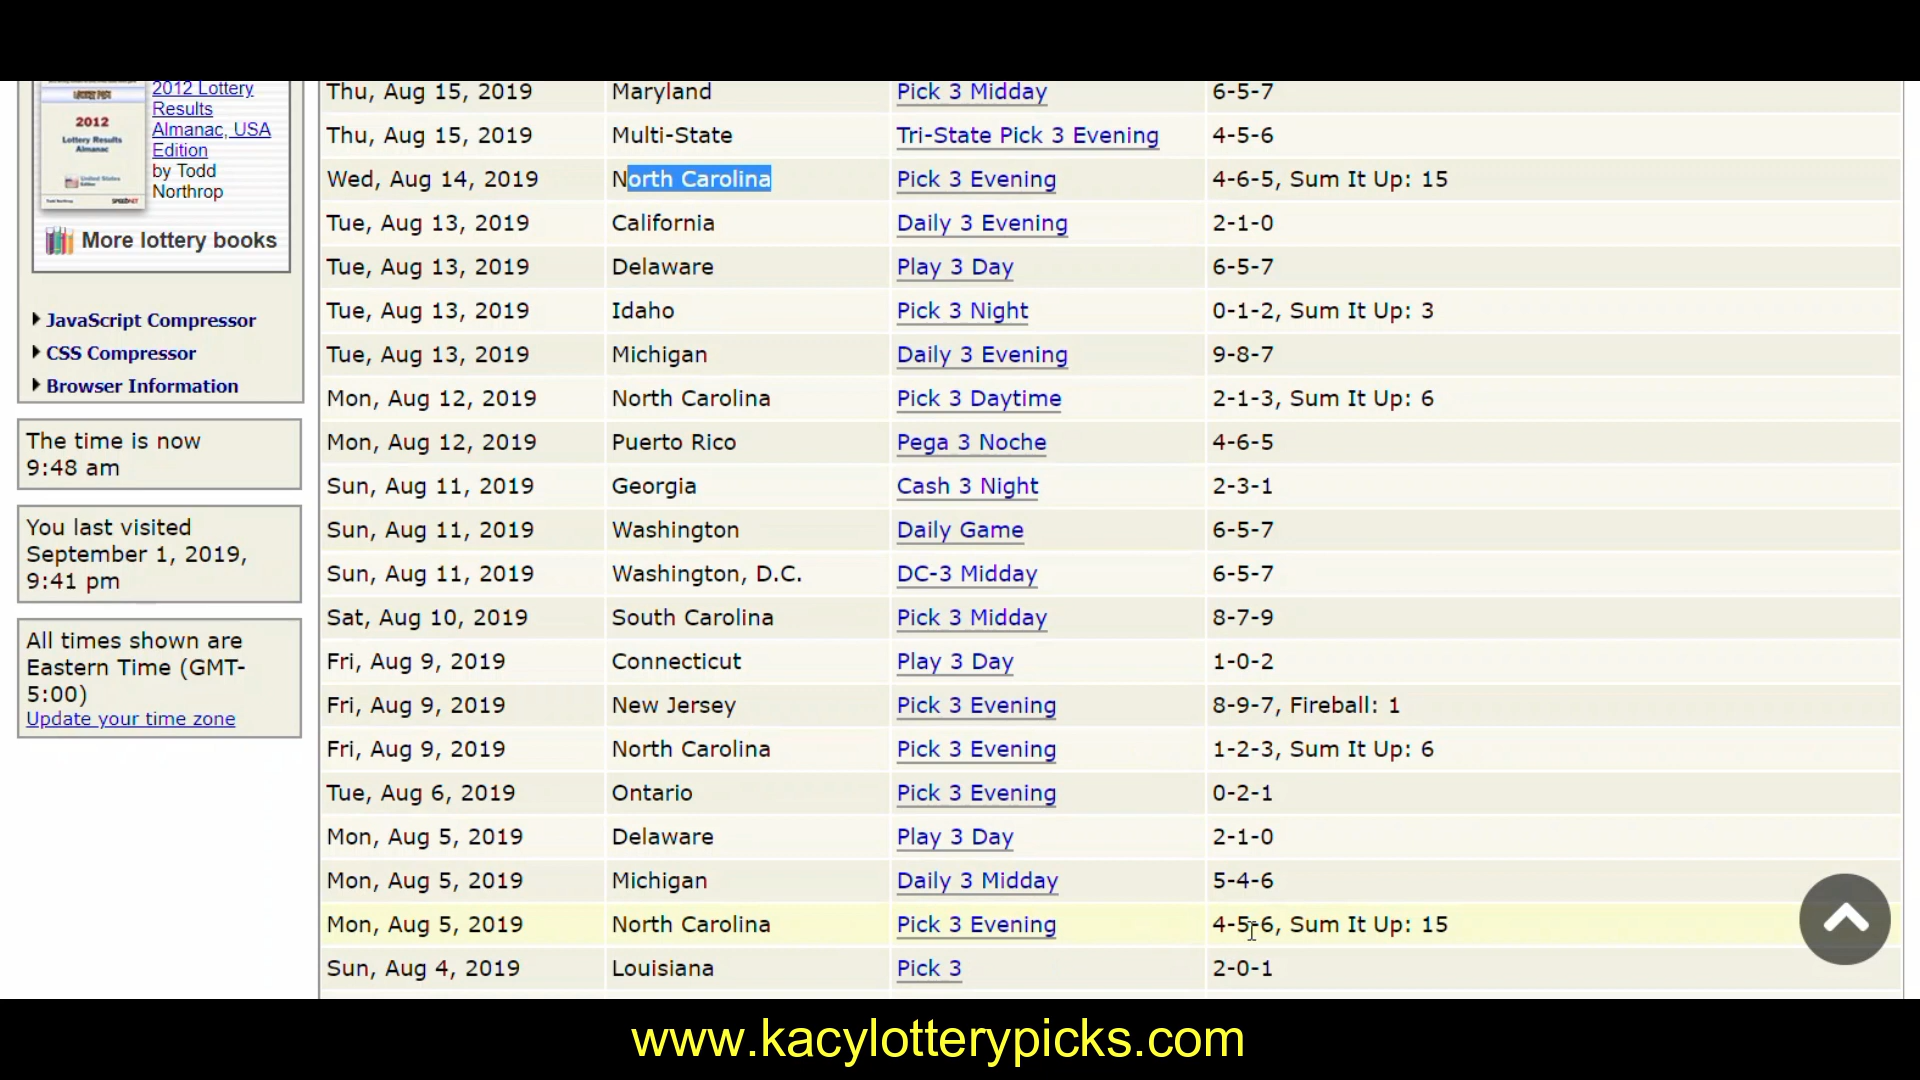 2012 Lottery
Results
Almanac, USA
Edition
by Todd
Northrop
2012
Lottery Results
Almanac
More lottery books
JavaScript Compressor
CSS Compressor
Browser Information
The time is now
9:48 am
You last visited
September 1, 2019,
9:41 pm
All times shown are
Eastern Time (GMT-
5:00)
Update your time zone
Thu, Aug 15, 2019 Maryland Pick 3 Midday 6-5-7
Thu, Aug 15, 2019 Multi-State Tri-State Pick 3 Evening 4-5-6
Wed, Aug 14, 2019 North Carolina Pick 3 Evening 4-6-5, Sum It Up: 15
Tue, Aug 13, 2019 California Daily 3 Evening 2-1-0
Tue, Aug 13, 2019 Delaware Play 3 Day 6-5-7
Tue, Aug 13, 2019 Idaho Pick 3 Night 0-1-2, Sum It Up: 3
Tue, Aug 13, 2019 Michigan Daily 3 Evening 9-8-7
Mon, Aug 12, 2019 North Carolina Pick 3 Daytime 2-1-3, Sum It Up: 6
Mon, Aug 12, 2019 Puerto Rico Pega 3 Noche 4-6-5
Sun, Aug 11, 2019 Georgia Cash 3 Night 2-3-1
Sun, Aug 11, 2019 Washington Daily Game 6-5-7
Sun, Aug 11, 2019 Washington, D.C. DC-3 Midday 6-5-7
Sat, Aug 10, 2019 South Carolina Pick 3 Midday 8-7-9
Fri, Aug 9, 2019 Connecticut Play 3 Day 1-0-2
Fri, Aug 9, 2019 New Jersey Pick 3 Evening 8-9-7, Fireball: 1
Fri, Aug 9, 2019 North Carolina Pick 3 Evening 1-2-3, Sum It Up: 6
Tue, Aug 6, 2019 Ontario Pick 3 Evening 0-2-1
Mon, Aug 5, 2019 Delaware Play 3 Day 2-1-0
Mon, Aug 5, 2019 Michigan Daily 3 Midday 5-4-6
Mon, Aug 5, 2019 North Carolina Pick 3 Evening 4-5-6, Sum It Up: 15
Sun, Aug 4, 2019 Louisiana Pick 3 2-0-1
www.kacylotterypicks.com